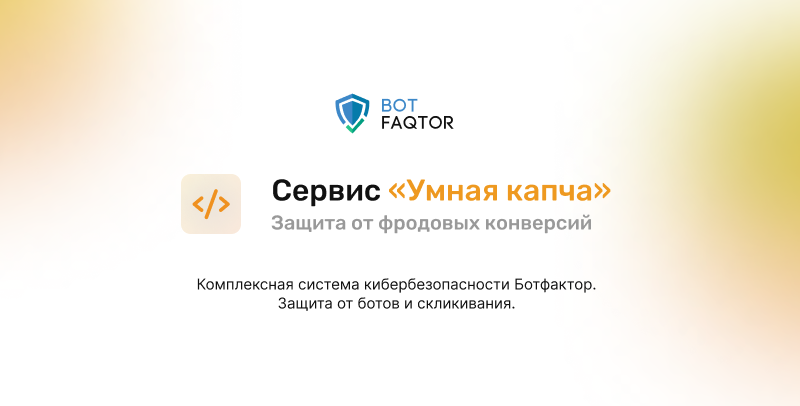 BOT
FAQTOR
</>
Сервис «Умная капча»
Защита от фродовых конверсий
Комплексная система кибербезопасности Ботфактор.
Защита от ботов и скликивания.